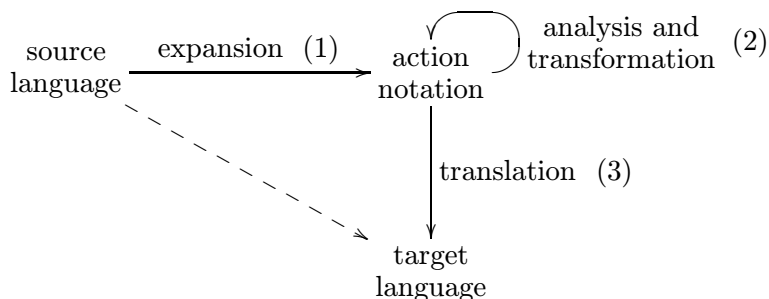 source
language
expansion (1)
action
notation
analysis and
transformation (2)
translation (3)
target
language